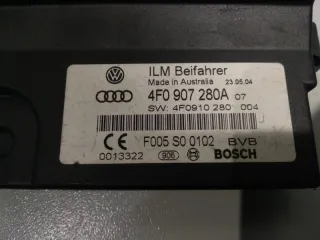 ILM Beifahrer
Made in Australia 23.05.04
4F0 907 280A 07
SW: 4F0910 280 004
F005 S0 0102 BVB
0013322 906 BOSCH